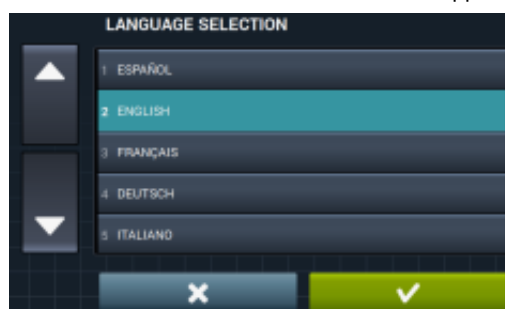 LANGUAGE SELECTION
1 ESPAÑOL
2 ENGLISH
3 FRANÇAIS
4 DEUTSCH
5 ITALIANO